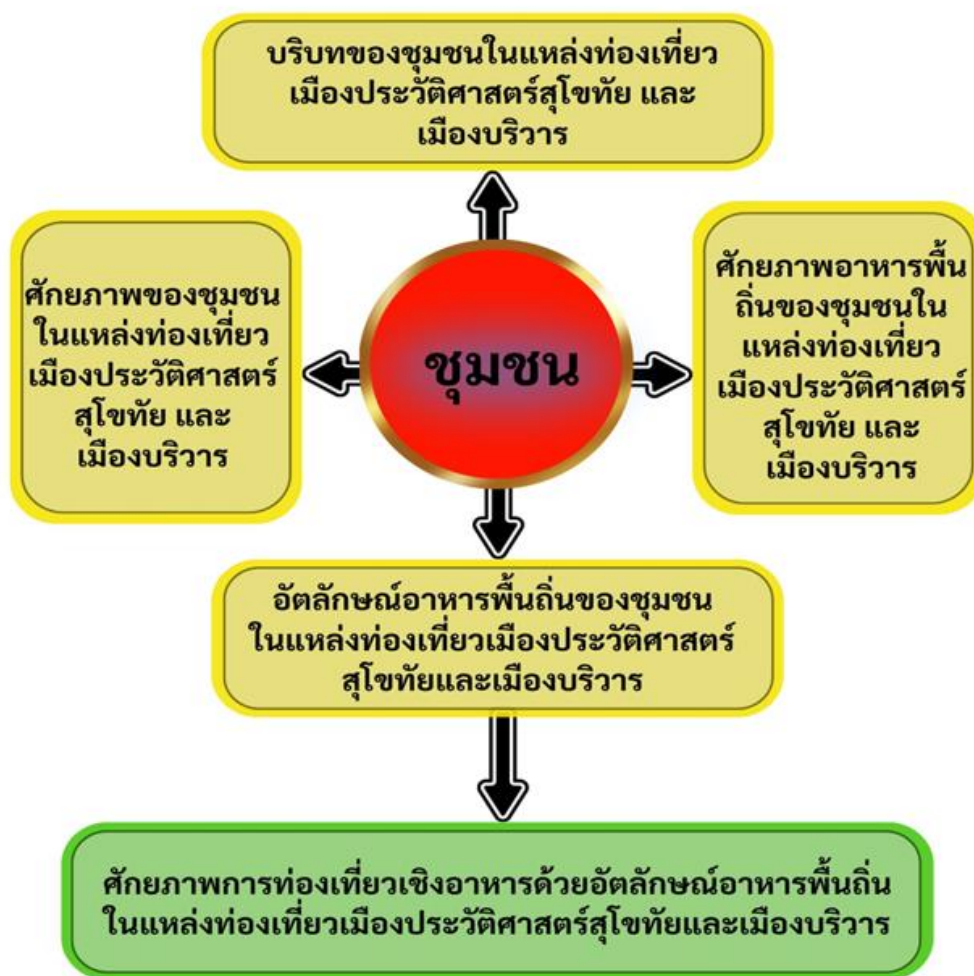 บริบทของชุมชนในแหล่งท่องเที่ยว
เมืองประวัติศาสตร์สุโขทัย และ
เมืองบริวาร
ศักยภาพของชุมชน
ในแหล่งท่องเที่ยว
เมืองประวัติศาสตร์
สุโขทัย และ
เมืองบริวาร
ชุมชน
ศักยภาพอาหารพื้น
ถิ่นของชุมชนใน
แหล่งท่องเที่ยว
เมืองประวัติศาสตร์
สุโขทัย และ
เมืองบริวาร
อัตลักษณ์อาหารพื้นถิ่นของชุมชน
ในแหล่งท่องเที่ยวเมืองประวัติศาสตร์
สุโขทัยและเมืองบริวาร
ศักยภาพการท่องเที่ยวเชิงอาหารด้วยอัตลักษณ์อาหารพื้นถิ่น
ในแหล่งท่องเที่ยวเมืองประวัติศาสตร์สุโขทัยและเมืองบริวาร